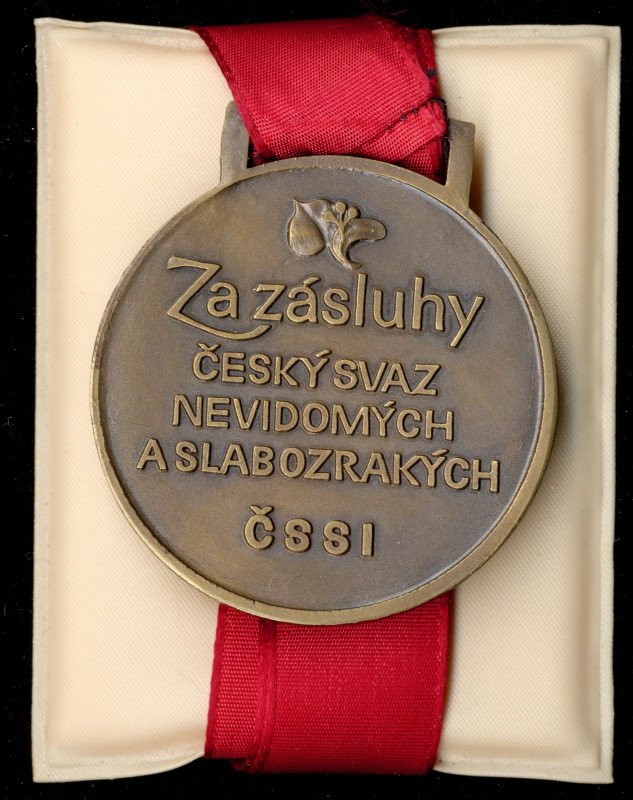 Za zásluhy
ČESKÝ SVAZ
NEVIDOMÝCH
A SLABOZRAKÝCH
ČSSI